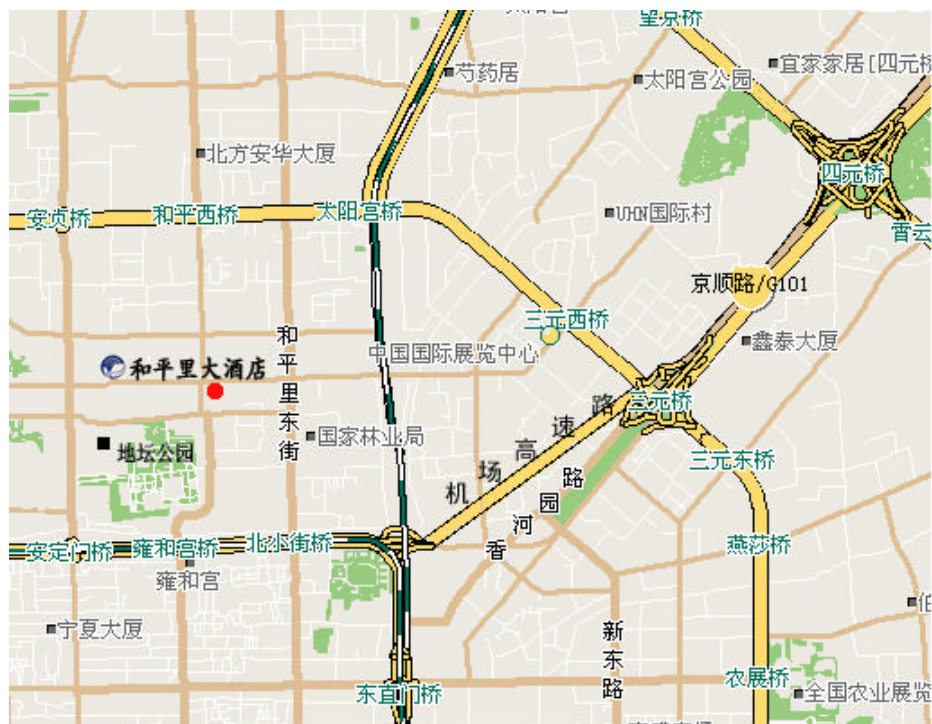 望京桥
芍药居
太阳宫公园
宜家家居[四元桥
北方安华大厦
四元桥
安贞桥
和平西桥
太阳宫桥
UHN国际村
霄云
京顺路/G101
三元西桥
鑫泰大厦
和平里东街
中国国际展览中心
和平里大酒店
三元桥
机场高速路
国家林业局
地坛公园
三元东桥
香河园路
安定门桥
雍和宫桥
北小街桥
燕莎桥
雍和宫
宁夏大厦
新东路
东直门桥
农展桥
全国农业展览